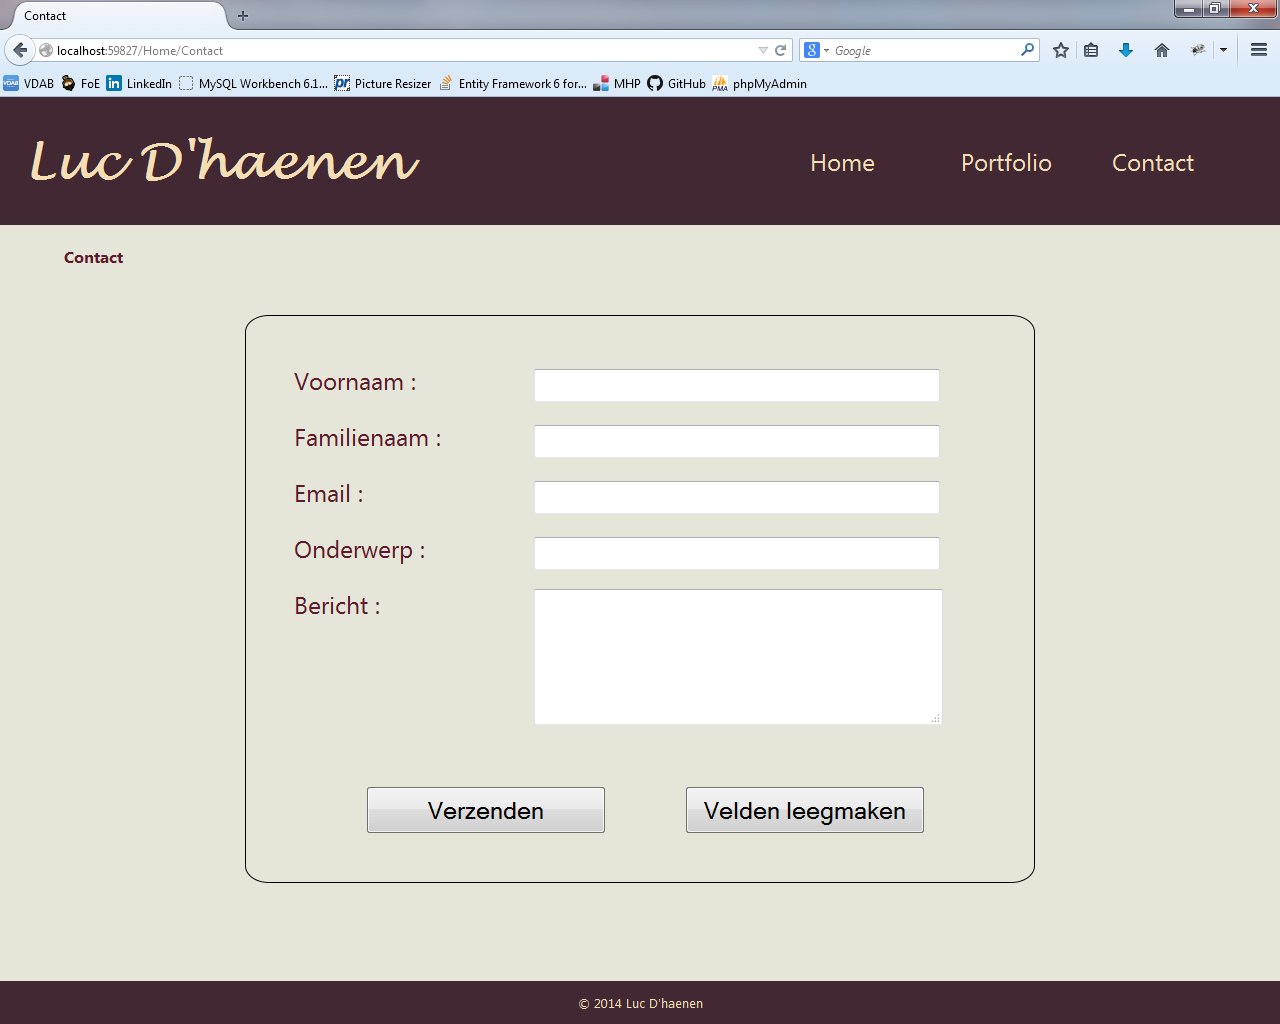 Contact
localhost:59827/Home/Contact
Google
VDAB FoE LinkedIn MySQL Workbench 6.1... Picture Resizer Entity Framework 6 for... MHP GitHub phpMyAdmin
Luc D'haenen
Home Portfolio Contact
Contact
Voornaam :
Familienaam :
Email :
Onderwerp :
Bericht :
Verzenden Velden leegmaken
© 2014 Luc D'haenen